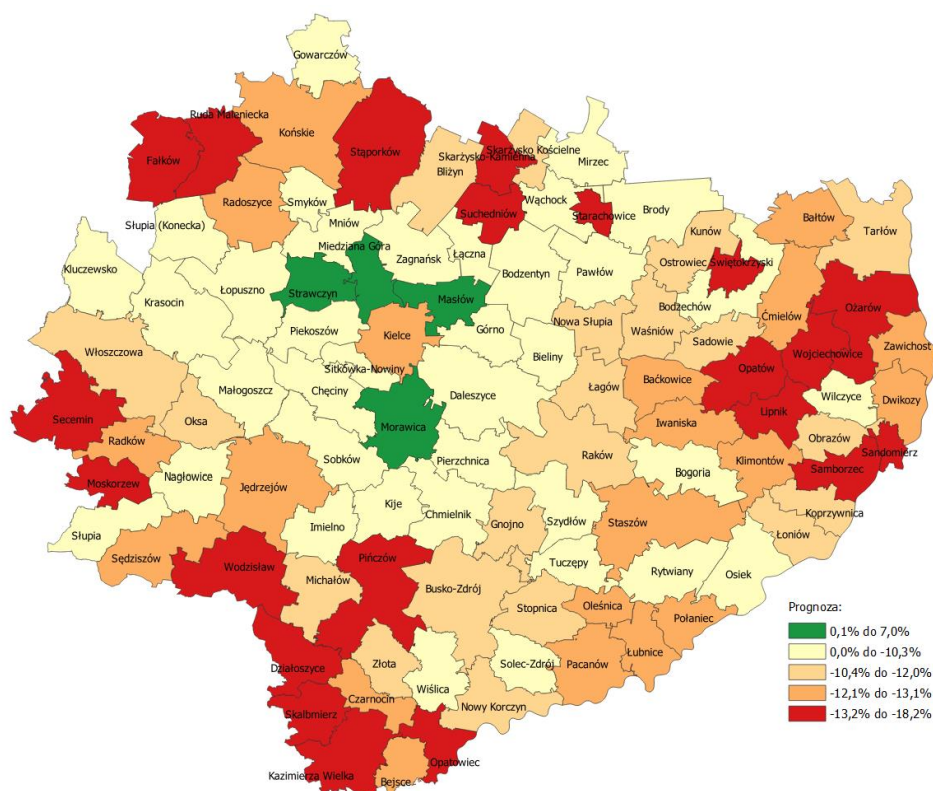 Gowarczów
Ruda Maleniecka
Końskie
Fałków
Stąporków
Skarżysko Kościelne
Skarżysko-Kamienna
Bliżyn
Mirzec
Radoszyce
Smyków
Suchedniów
Wąchock
Starachowice
Brody
Słupia (Konecka)
Mniów
Miedziana Góra
Zagnańsk
Łączna
Kunów
Bałtów
Tarłów
Kluczewsko
Krasocin
Łopuszno
Strawczyn
Masłów
Bodzentyn
Pawłów
Ostrowiec Świętokrzyski
Bodzechów
Ożarów
Ćmielów
Włoszczowa
Piekoszów
Kielce
Górno
Bieliny
Nowa Słupia
Waśniów
Sadowie
Wojciechowice
Zawichost
Małogoszcz
Sitkówka-Nowiny
Chęciny
Daleszyce
Łagów
Baćkowice
Opatów
Lipnik
Wilczyce
Dwikozy
Secemin
Oksa
Morawica
Iwaniska
Radków
Sobków
Pierzchnica
Raków
Bogoria
Klimontów
Obrazów
Sandomierz
Samborzec
Moskorzew
Nagłowice
Jędrzejów
Kije
Chmielnik
Gnojno
Szydłów
Staszów
Koprzywnica
Łoniów
Słupia
Imielno
Sędziszów
Wodzisław
Pińczów
Tuczępy
Rytwiany
Osiek
Michałów
Busko-Zdrój
Stopnica
Oleśnica
Połaniec
Działoszyce
Złota
Wiślica
Solec-Zdrój
Pacanów
Łubnice
Skalbmierz
Czarnocin
Nowy Korczyn
Kazimierza Wielka
Bejsce
Opatowiec
Prognoza:
0,1% do 7,0%
0,0% do -10,3%
-10,4% do -12,0%
-12,1% do -13,1%
-13,2% do -18,2%